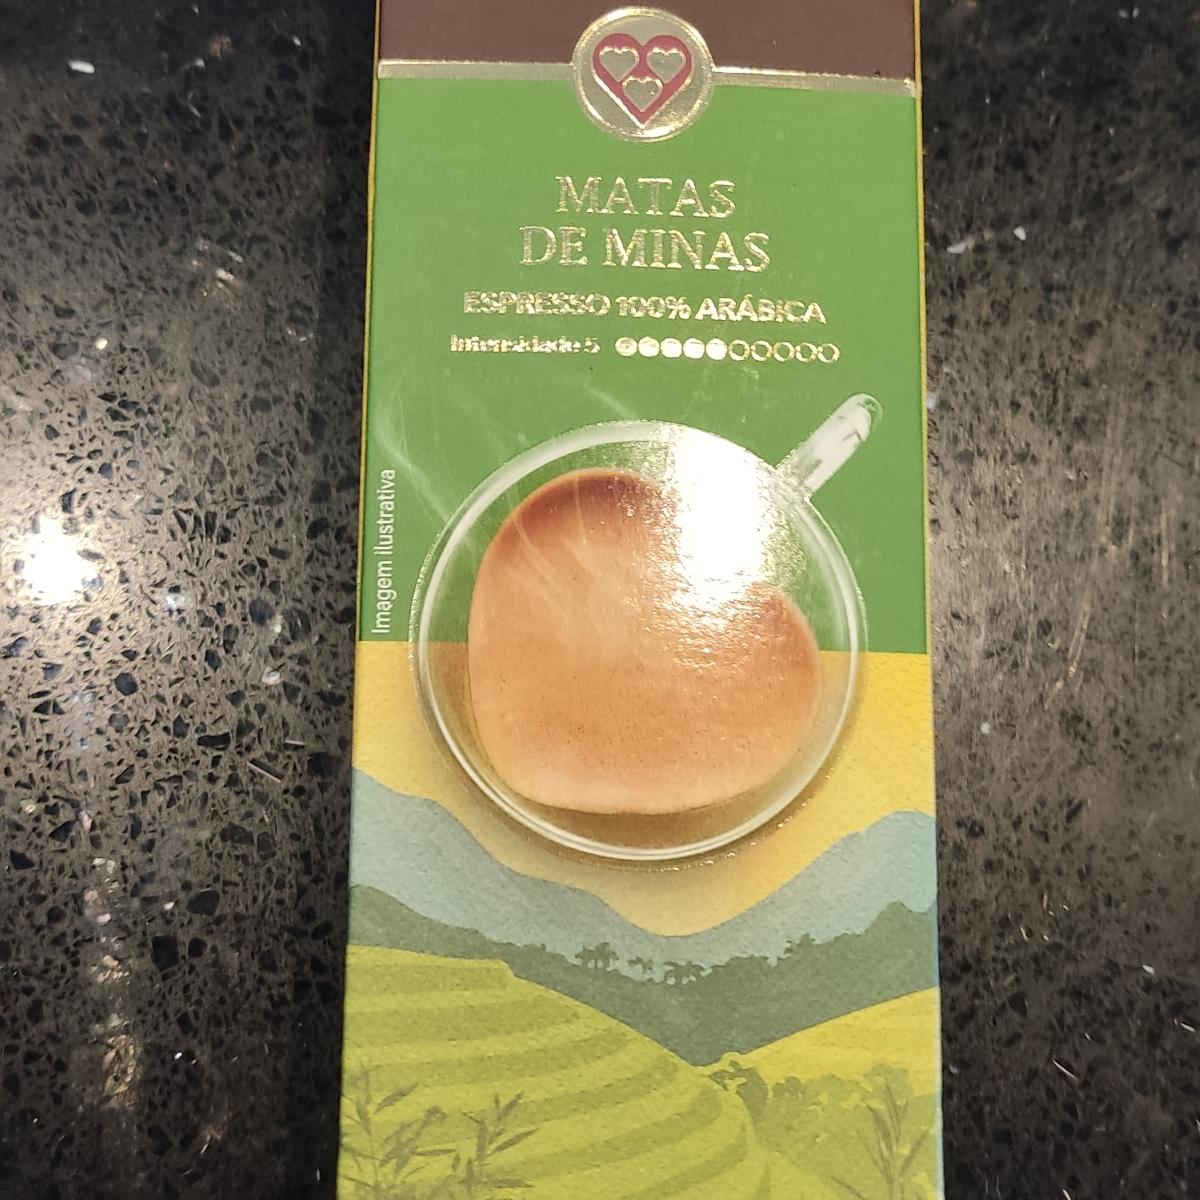 MATAS
DE MINAS
ESPRESSO 100% ARÁBICA
Intensidade 5
Imagem ilustrativa